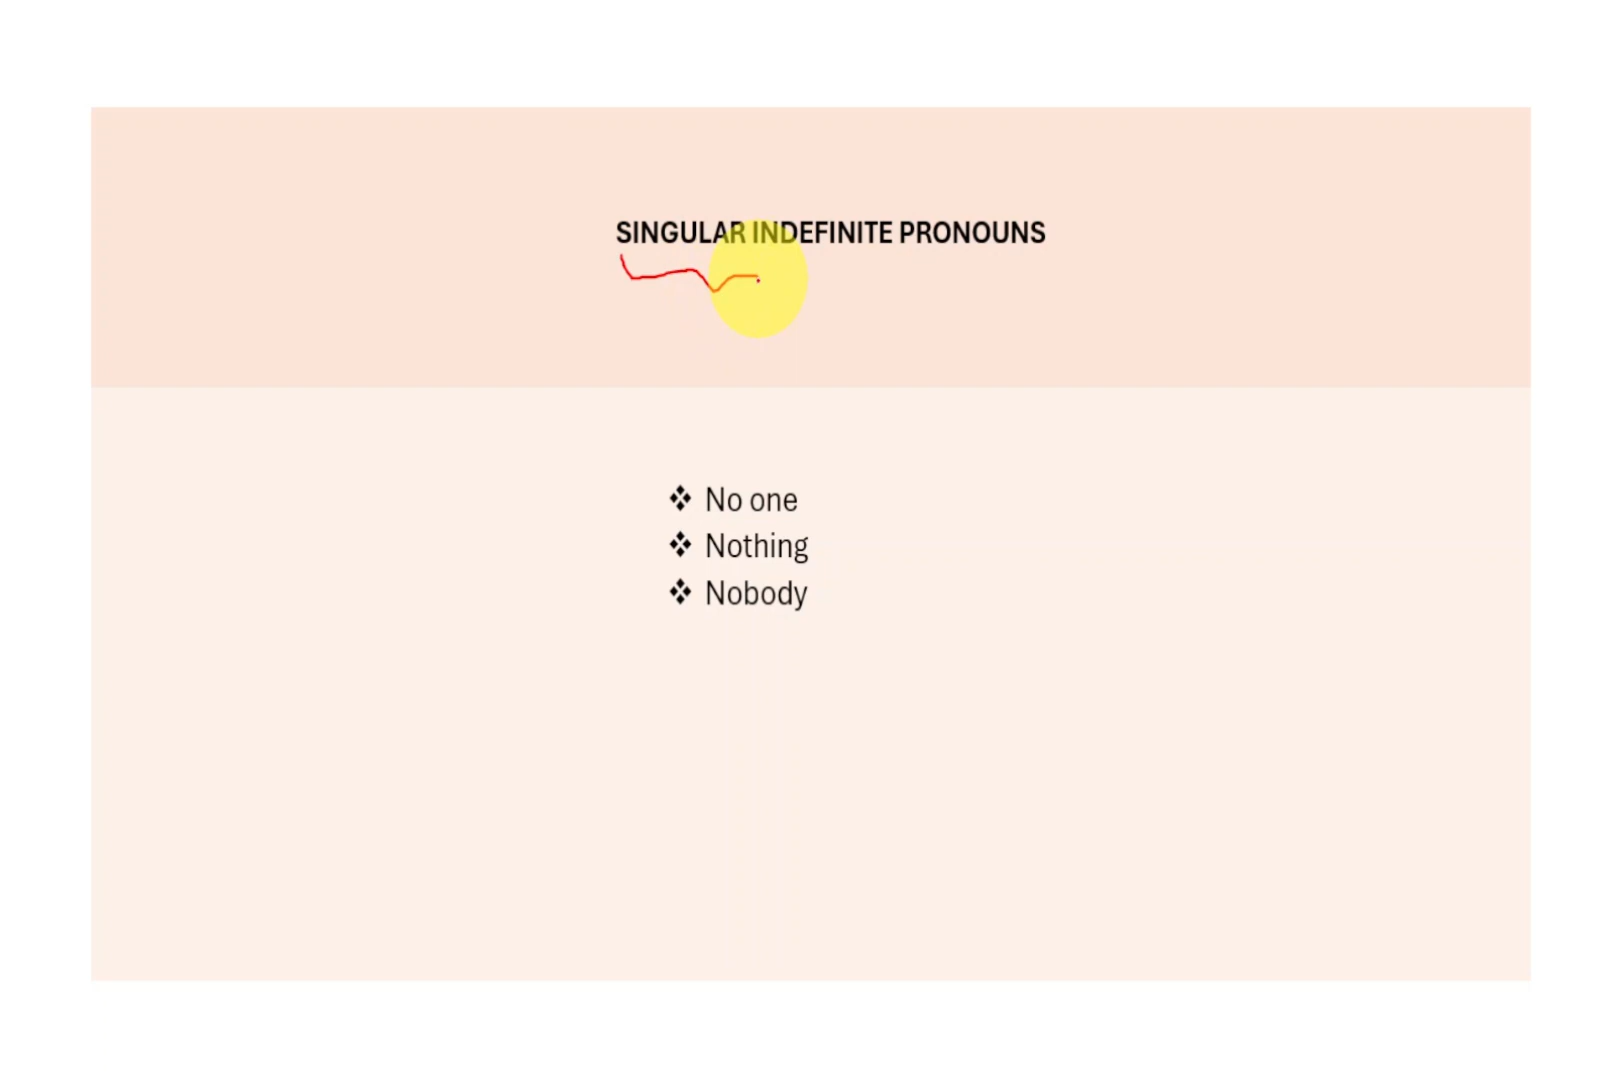 SINGULAR INDEFINITE PRONOUNS
❖ No one
❖ Nothing
❖ Nobody